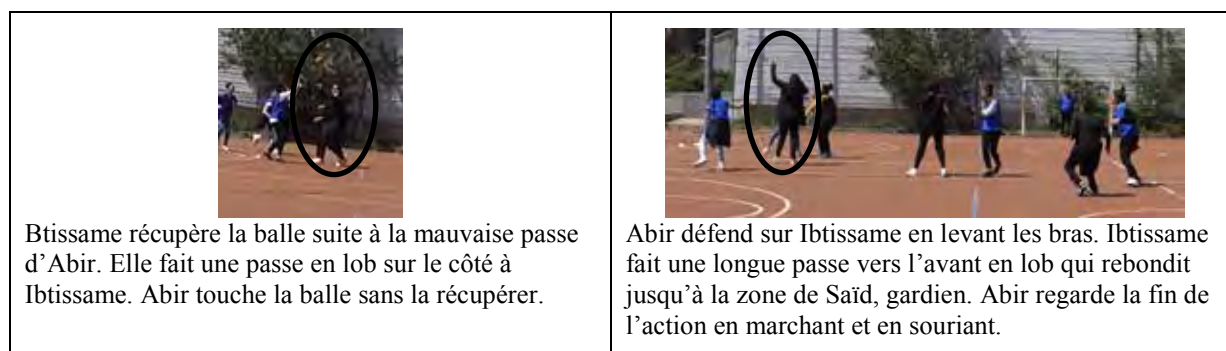 Btissame récupère la balle suite à la mauvaise passe
d’Abir. Elle fait une passe en lob sur le côté à
Ibtissame. Abir touche la balle sans la récupérer.
Abir défend sur Ibtissame en levant les bras. Ibtissame
fait une longue passe vers l’avant en lob qui rebondit
jusqu’à la zone de Saïd, gardien. Abir regarde la fin de
l’action en marchant et en souriant.